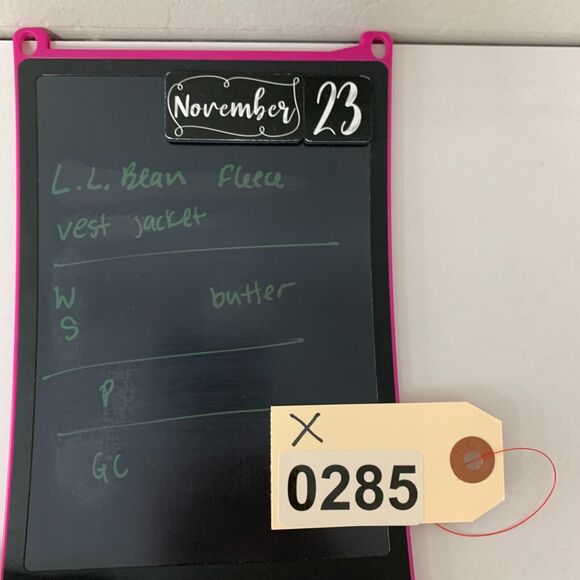 November 23
L.L. Bean Fleece
vest jacket
W butter
S
P
GC
X
0285